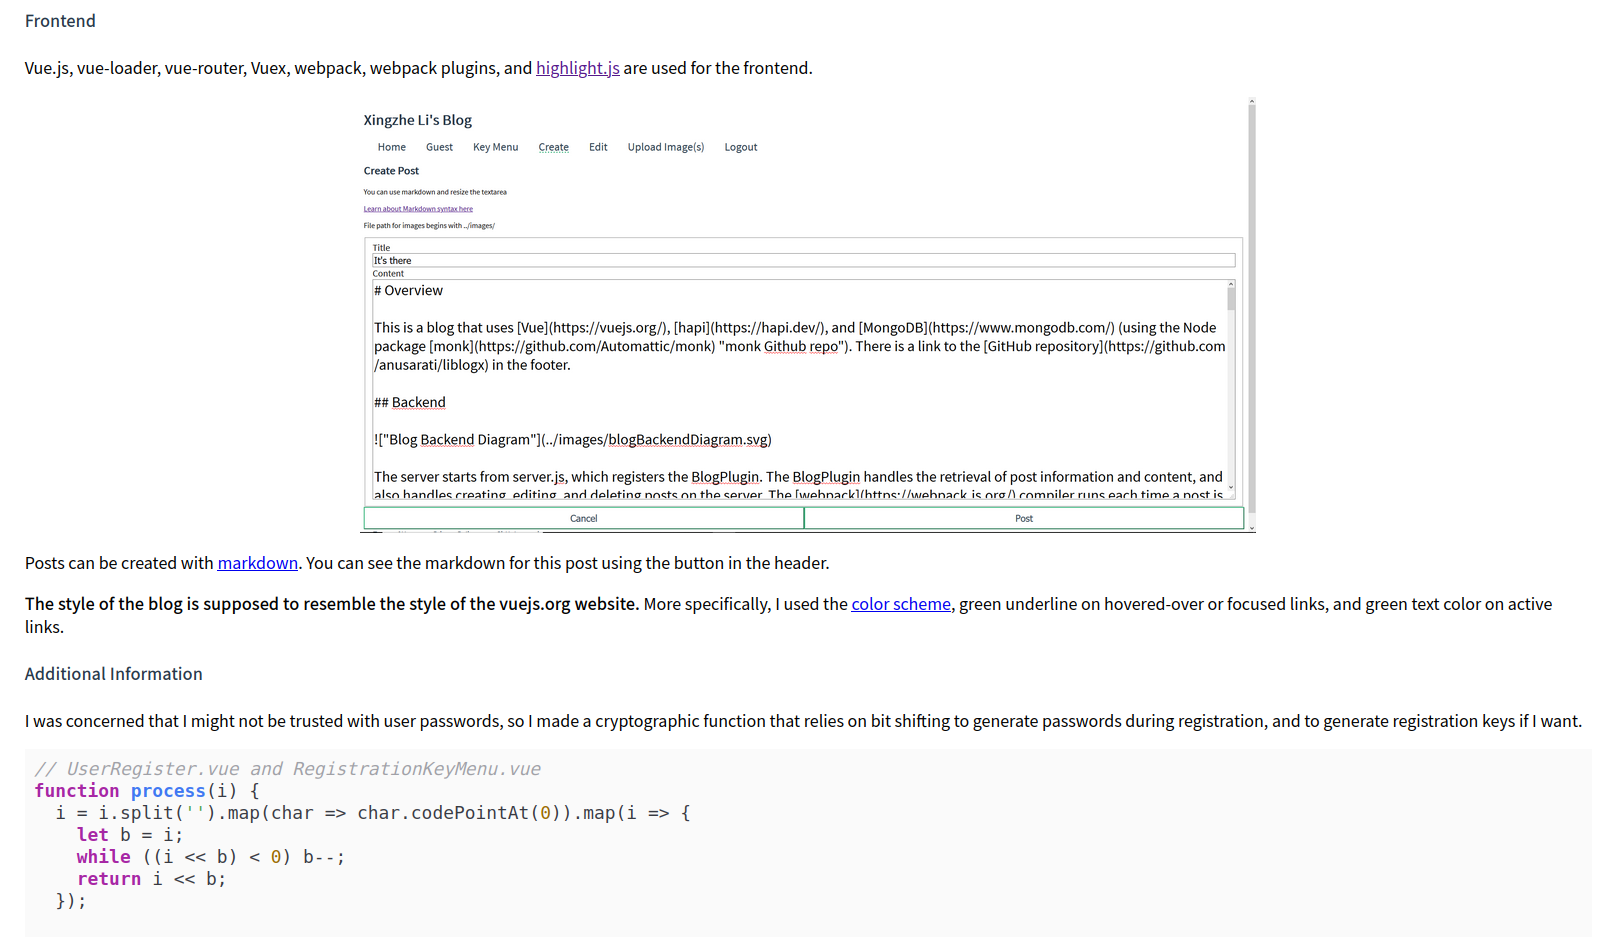 Frontend
Vue.js, vue-loader, vue-router, Vuex, webpack, webpack plugins, and highlight.js are used for the frontend.
Xingzhe Li's Blog
Home Guest Key Menu Create Edit Upload Image(s) Logout
Create Post
You can use markdown and resize the textarea
Learn about Markdown syntax here
File path for images begins with ../images/
Title
It's there
Content
# Overview
This is a blog that uses [Vue](https://vuejs.org/), [hapi](https://hapi.dev/), and [MongoDB](https://www.mongodb.com/) (using the Node
package [monk](https://github.com/Automattic/monk) "monk Github repo"). There is a link to the [GitHub repository](https://github.com
/anusarati/liblogx) in the footer.
## Backend
!["Blog Backend Diagram"](../images/blogBackendDiagram.svg)
The server starts from server.js, which registers the BlogPlugin. The BlogPlugin handles the retrieval of post information and content, and
also handles creating, editing, and deleting posts on the server. The [webpack](https://webpack.js.org/) compiler runs each time a post is
Cancel Post
Posts can be created with markdown. You can see the markdown for this post using the button in the header.
The style of the blog is supposed to resemble the style of the vuejs.org website. More specifically, I used the color scheme, green underline on hovered-over or focused links, and green text color on active
links.
Additional Information
I was concerned that I might not be trusted with user passwords, so I made a cryptographic function that relies on bit shifting to generate passwords during registration, and to generate registration keys if I want.
// UserRegister.vue and RegistrationKeyMenu.vue
function process(i) {
  i = i.split('').map(char => char.codePointAt(0)).map(i => {
    let b = i;
    while ((i << b) < 0) b--;
    return i << b;
  });